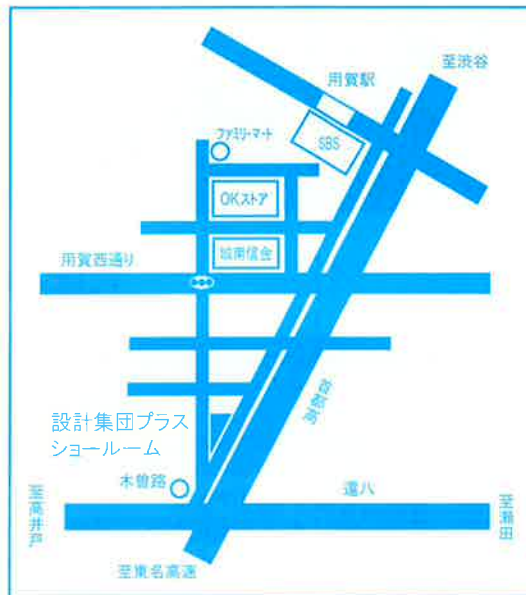 至渋谷
用賀駅
ファミリーマート
SBS
OKストア
城南信金
用賀西通り
首都高
設計集団プラス
ショールーム
木曽路
環八
至高井戸
至瀬田
至東名高速